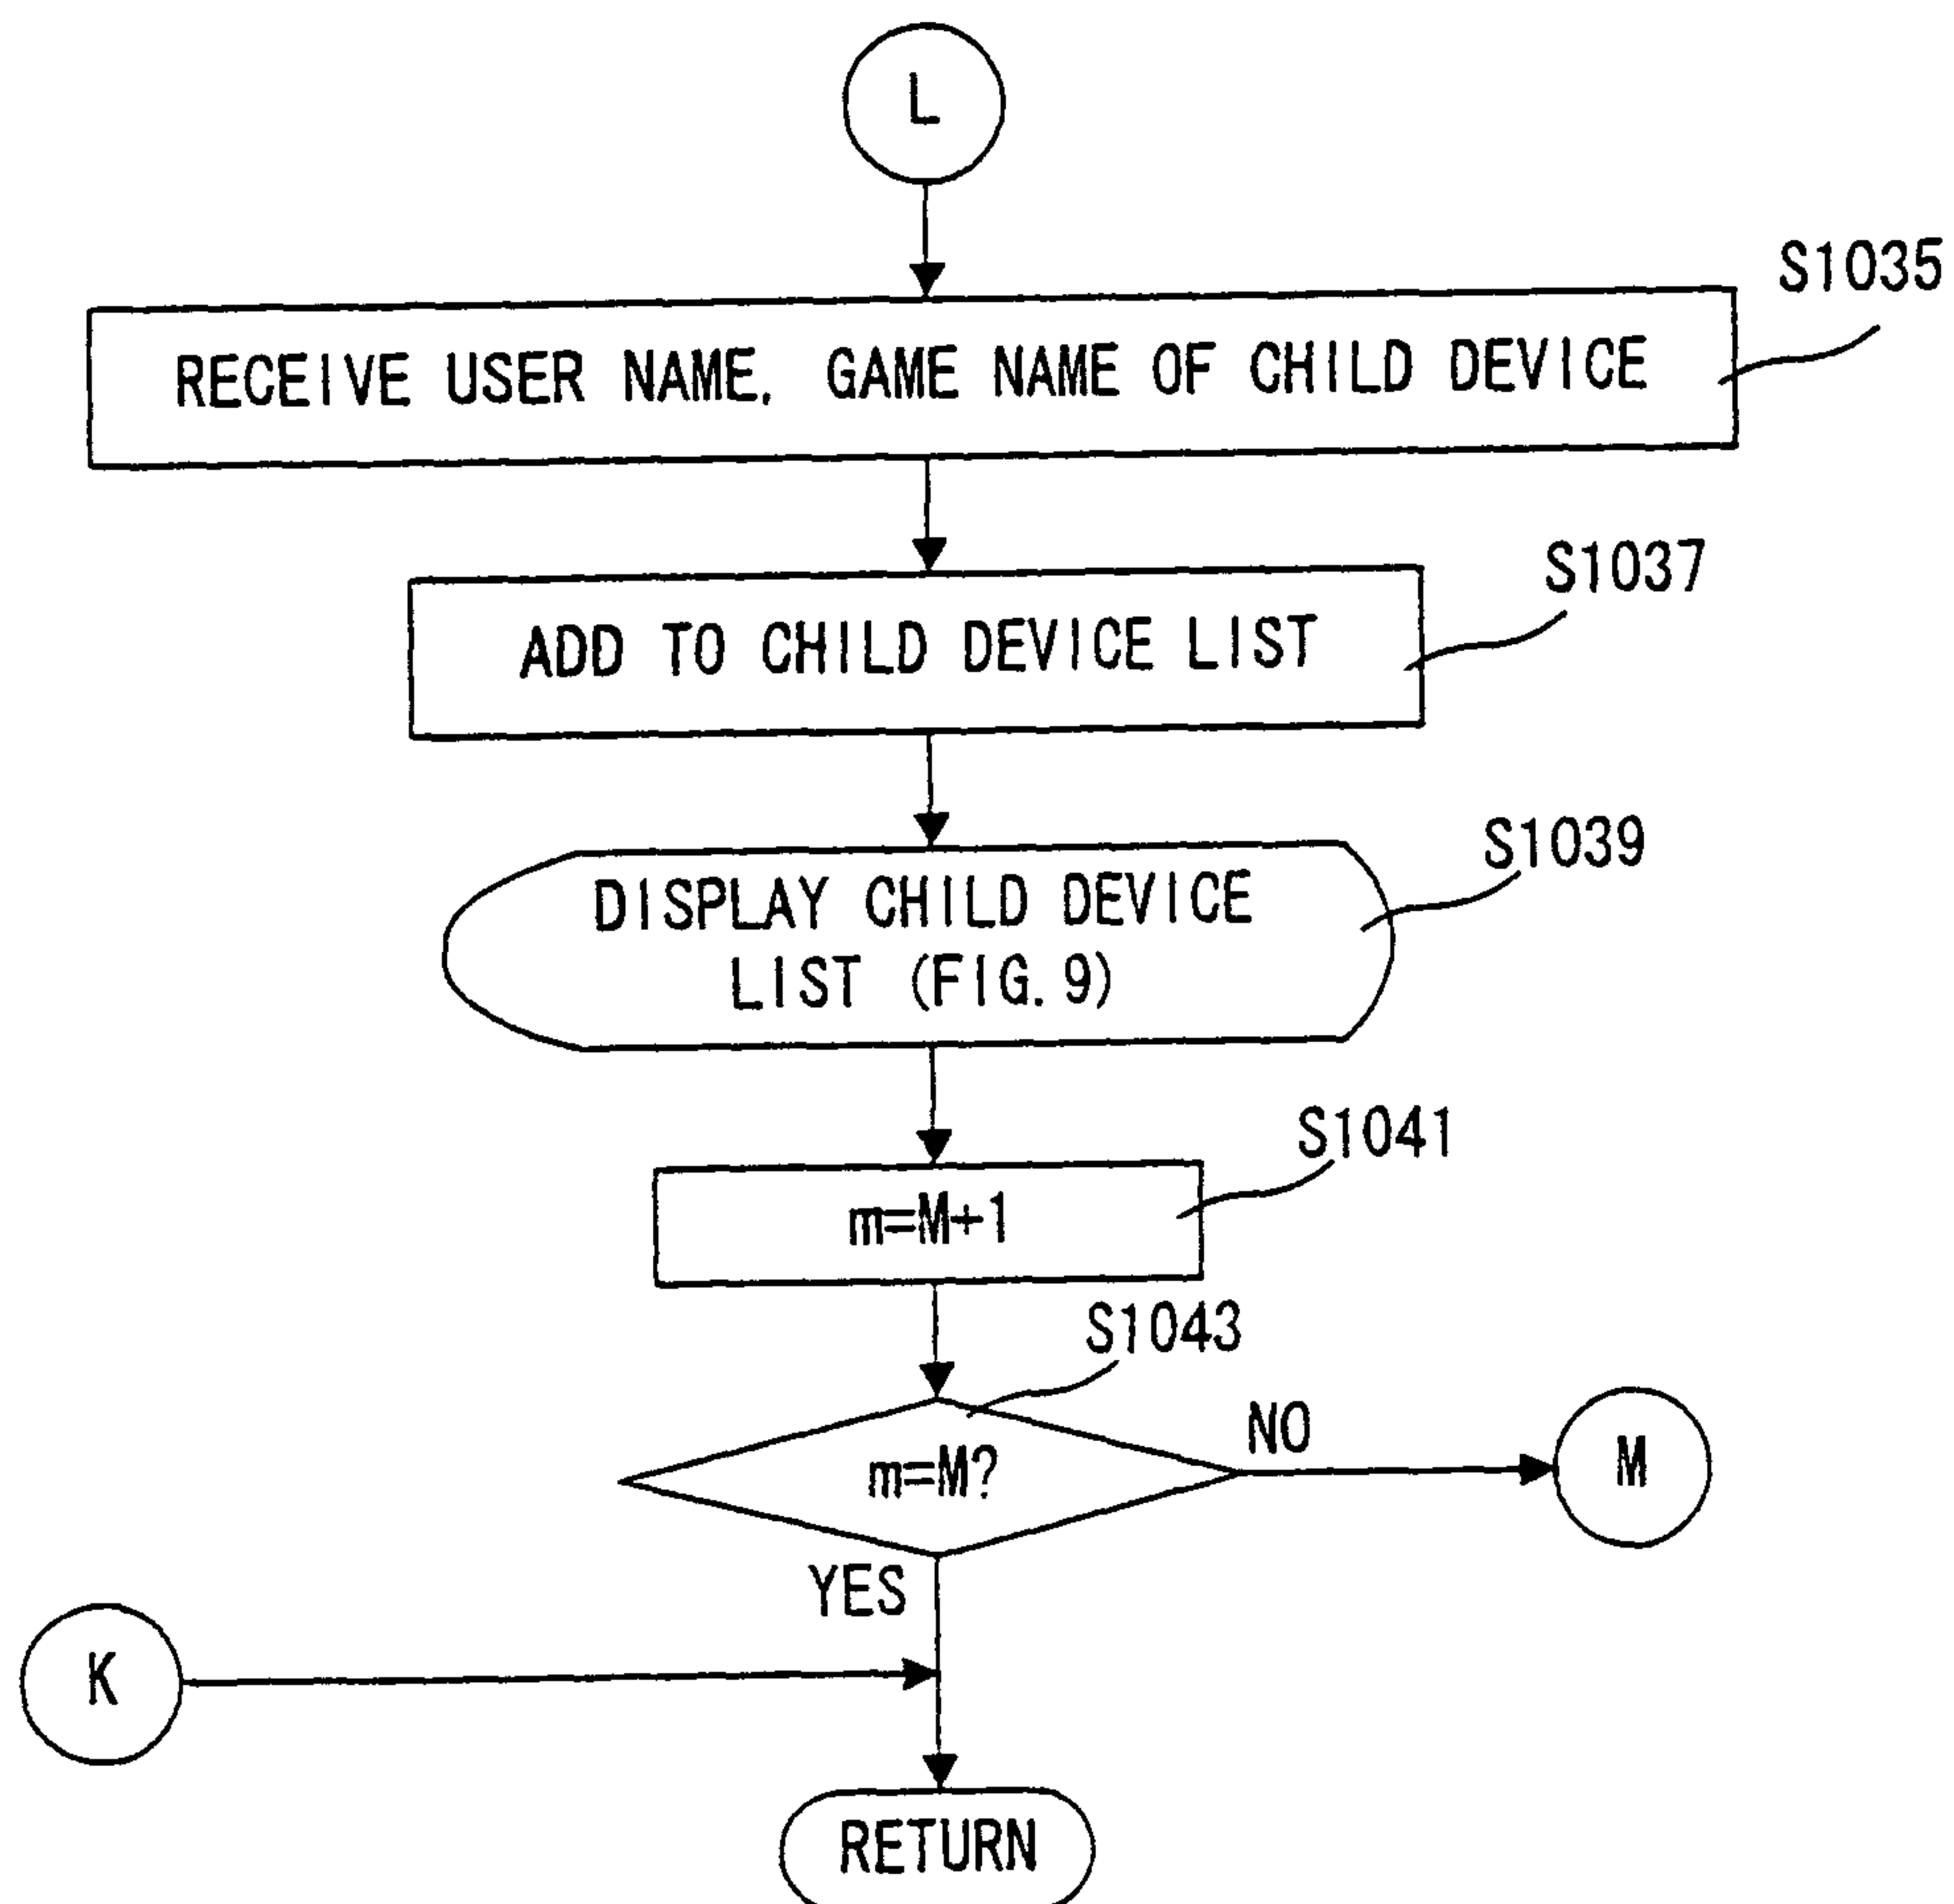 L
S1035
RECEIVE USER NAME, GAME NAME OF CHILD DEVICE
S1037
ADD TO CHILD DEVICE LIST
S1039
DISPLAY CHILD DEVICE
LIST (FIG. 9)
S1041
m=M+1
S1043
m=M?
NO
M
YES
K
RETURN